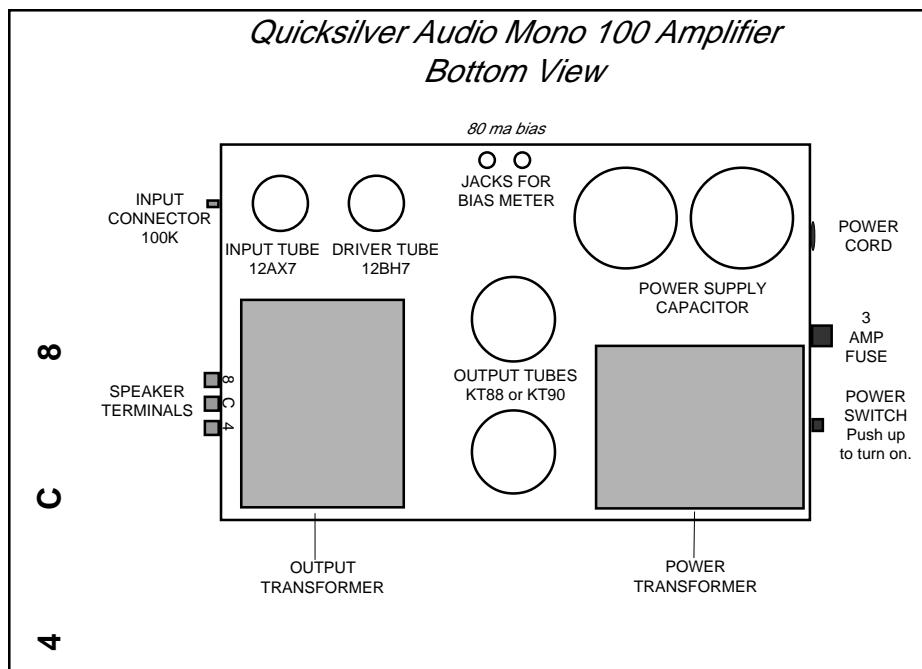 Quicksilver Audio Mono 100 Amplifier
Bottom View
80 ma bias
JACKS FOR
BIAS METER
INPUT
CONNECTOR
100K
INPUT TUBE
12AX7
DRIVER TUBE
12BH7
POWER SUPPLY
CAPACITOR
POWER
CORD
3
AMP
FUSE
OUTPUT TUBES
KT88 or KT90
SPEAKER
TERMINALS
8
C
4
POWER
SWITCH
Push up
to turn on.
OUTPUT
TRANSFORMER
POWER
TRANSFORMER
8
C
4